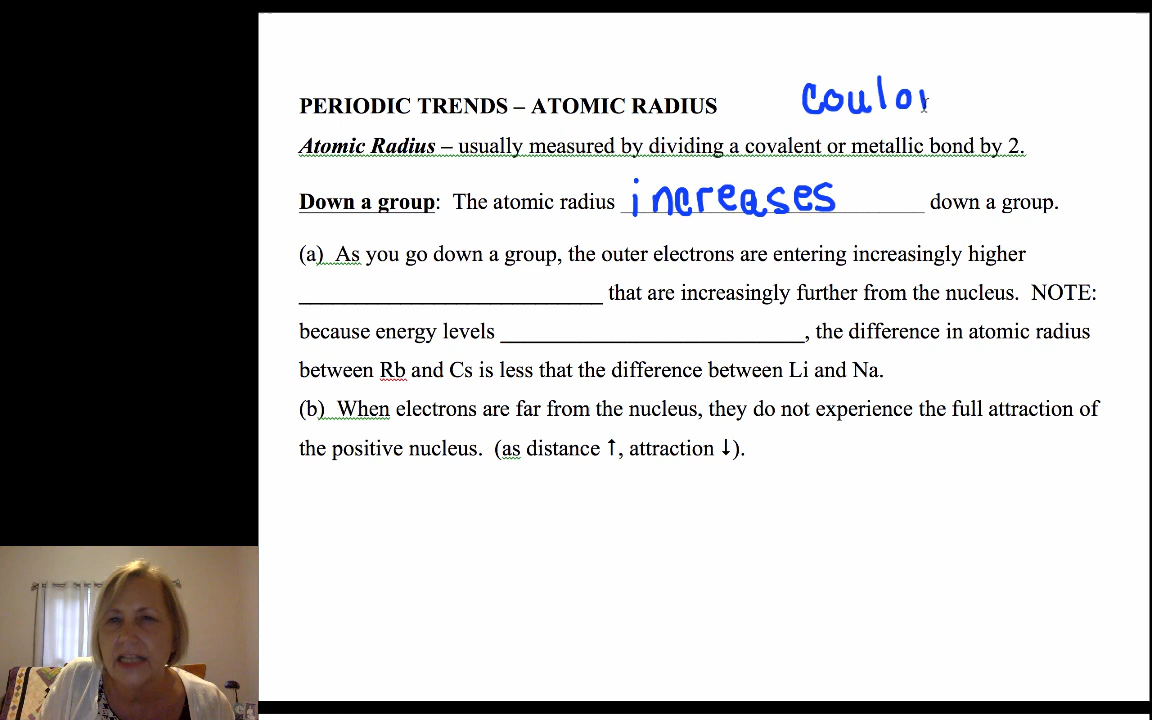 PERIODIC TRENDS – ATOMIC RADIUS
Atomic Radius – usually measured by dividing a covalent or metallic bond by 2.
Down a group: The atomic radius increases down a group.
(a) As you go down a group, the outer electrons are entering increasingly higher
____________________________ that are increasingly further from the nucleus. NOTE:
because energy levels ____________________________, the difference in atomic radius
between Rb and Cs is less that the difference between Li and Na.
(b) When electrons are far from the nucleus, they do not experience the full attraction of
the positive nucleus. (as distance ↑, attraction ↓).